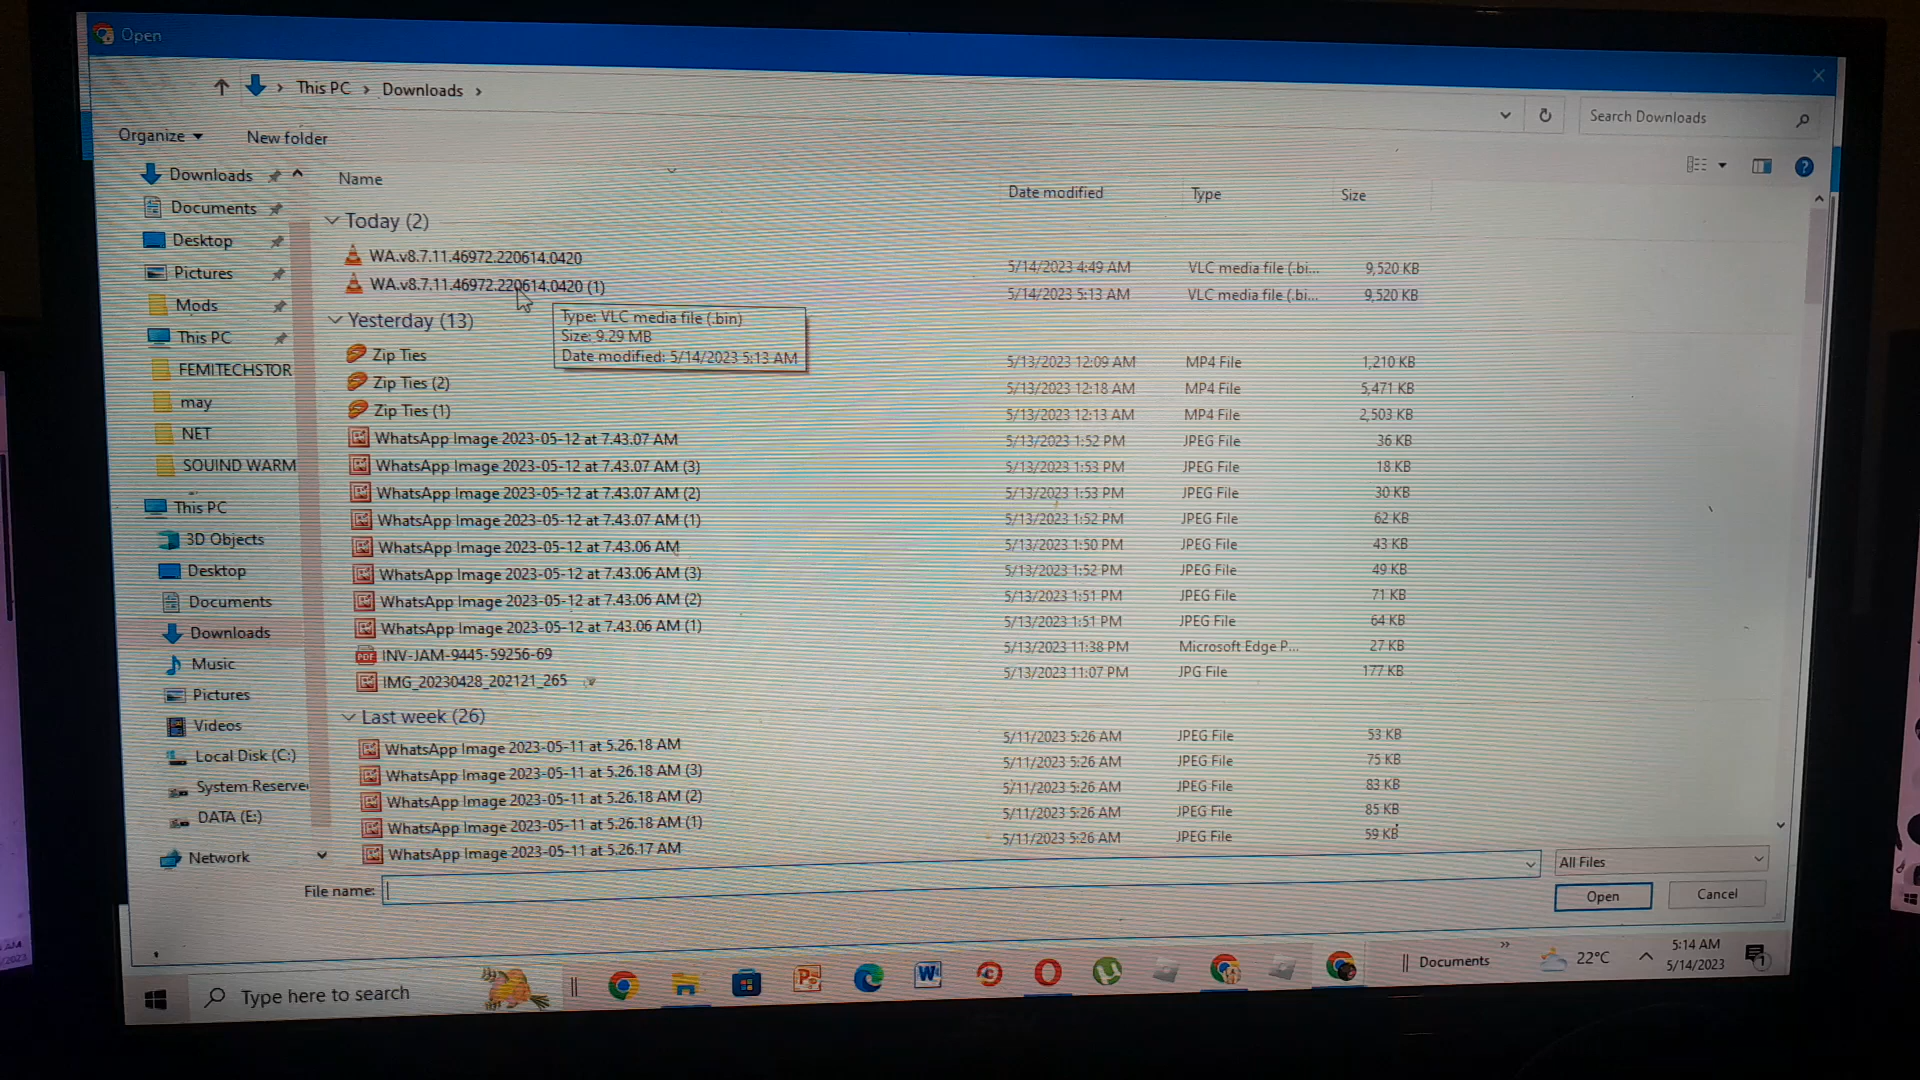 Open
This PC > Downloads >
Search Downloads
Organize
New folder
Name
Date modified
Type
Size
Downloads
Documents
Desktop
Pictures
Mods
This PC
FEMITECHSTOR
may
NET
SOUIND WARM
This PC
3D Objects
Desktop
Documents
Downloads
Music
Pictures
Videos
Local Disk (C:)
System Reserve
DATA (E:)
Network
Today (2)
WA.v8.7.11.46972.220614.0420 5/14/2023 4:49 AM VLC media file (.bi... 9,520 KB
WA.v8.7.11.46972.220614.0420 (1) 5/14/2023 5:13 AM VLC media file (.bi... 9,520 KB
Type: VLC media file (.bin)
Size: 9.29 MB
Date modified: 5/14/2023 5:13 AM
Yesterday (13)
Zip Ties 5/13/2023 12:09 AM MP4 File 1,210 KB
Zip Ties (2) 5/13/2023 12:18 AM MP4 File 5,471 KB
Zip Ties (1) 5/13/2023 12:13 AM MP4 File 2,503 KB
WhatsApp Image 2023-05-12 at 7.43.07 AM 5/13/2023 1:52 PM JPEG File 36 KB
WhatsApp Image 2023-05-12 at 7.43.07 AM (3) 5/13/2023 1:53 PM JPEG File 18 KB
WhatsApp Image 2023-05-12 at 7.43.07 AM (2) 5/13/2023 1:53 PM JPEG File 30 KB
WhatsApp Image 2023-05-12 at 7.43.07 AM (1) 5/13/2023 1:52 PM JPEG File 62 KB
WhatsApp Image 2023-05-12 at 7.43.06 AM 5/13/2023 1:50 PM JPEG File 43 KB
WhatsApp Image 2023-05-12 at 7.43.06 AM (3) 5/13/2023 1:52 PM JPEG File 49 KB
WhatsApp Image 2023-05-12 at 7.43.06 AM (2) 5/13/2023 1:51 PM JPEG File 71 KB
WhatsApp Image 2023-05-12 at 7.43.06 AM (1) 5/13/2023 1:51 PM JPEG File 64 KB
INV-JAM-9445-59256-69 5/13/2023 11:38 PM Microsoft Edge P... 27 KB
IMG_20230428_202121_265 5/13/2023 11:07 PM JPG File 177 KB
Last week (26)
WhatsApp Image 2023-05-11 at 5.26.18 AM 5/11/2023 5:26 AM JPEG File 53 KB
WhatsApp Image 2023-05-11 at 5.26.18 AM (3) 5/11/2023 5:26 AM JPEG File 75 KB
WhatsApp Image 2023-05-11 at 5.26.18 AM (2) 5/11/2023 5:26 AM JPEG File 83 KB
WhatsApp Image 2023-05-11 at 5.26.18 AM (1) 5/11/2023 5:26 AM JPEG File 85 KB
WhatsApp Image 2023-05-11 at 5.26.17 AM 5/11/2023 5:26 AM JPEG File 59 KB
File name:
All Files
Open
Cancel
Type here to search
Documents
22°C
5:14 AM
5/14/2023